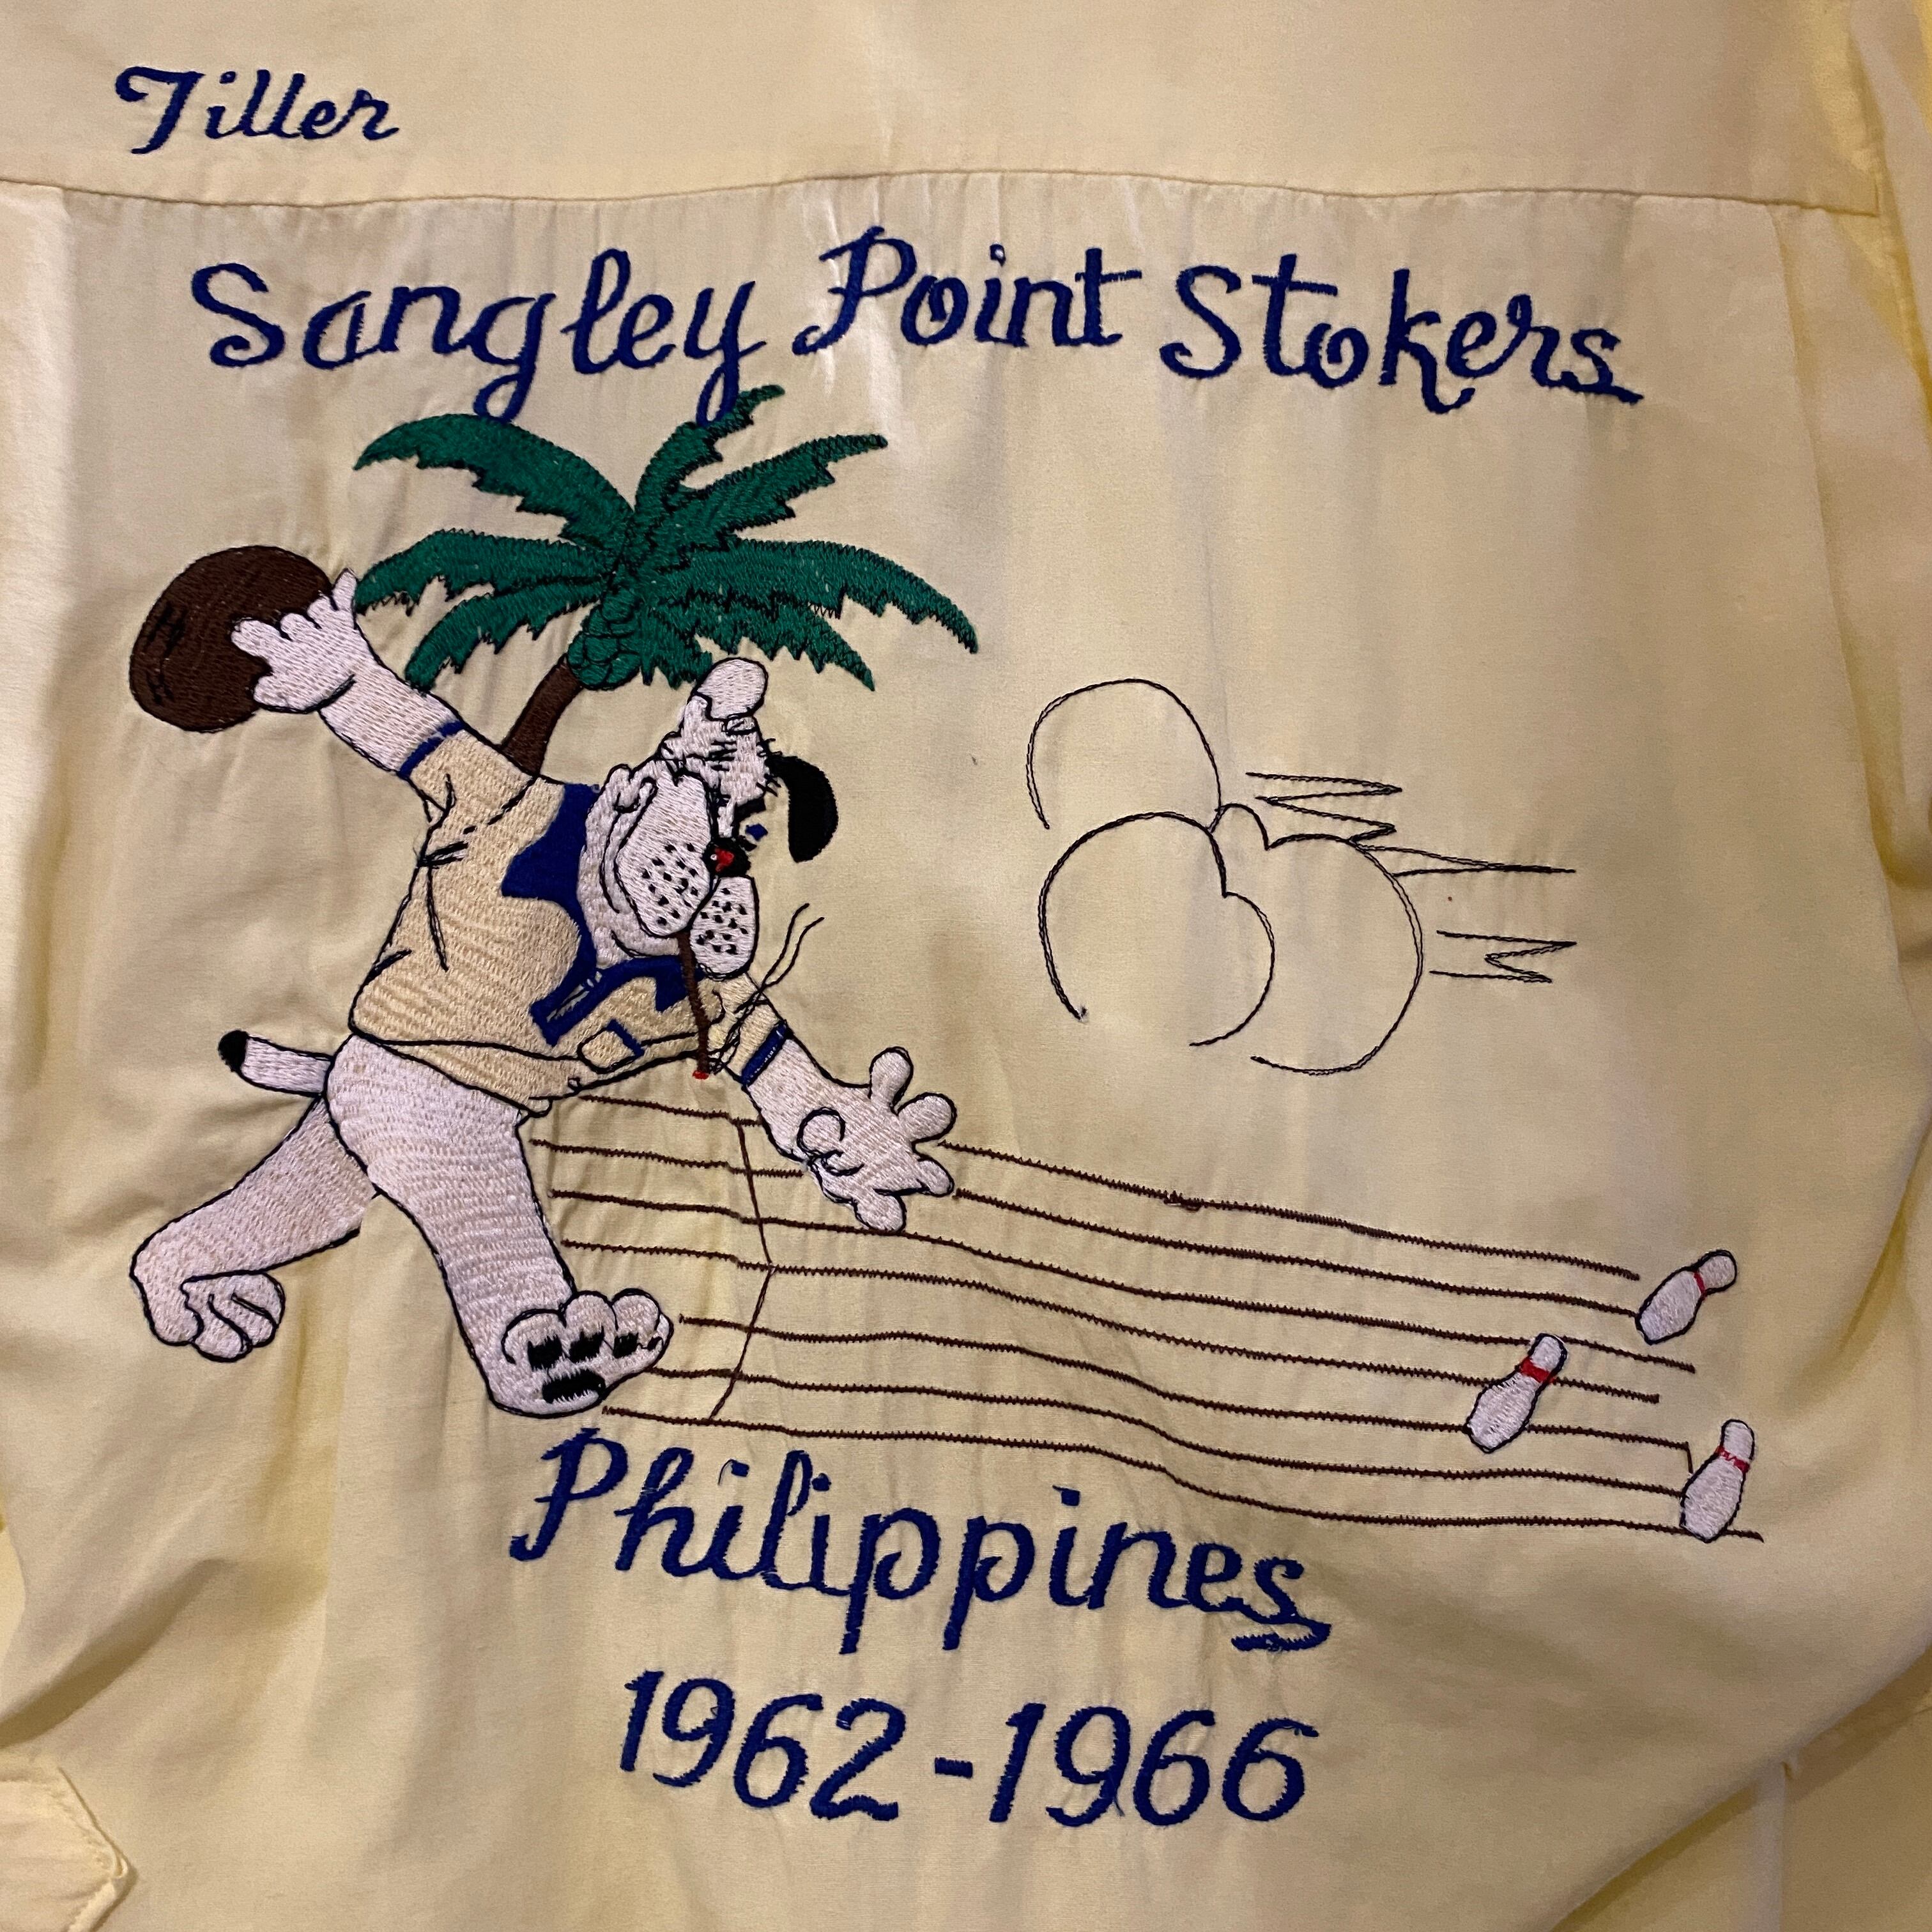 Tiller
Sangley Point Stokers
Philippines
1962-1966